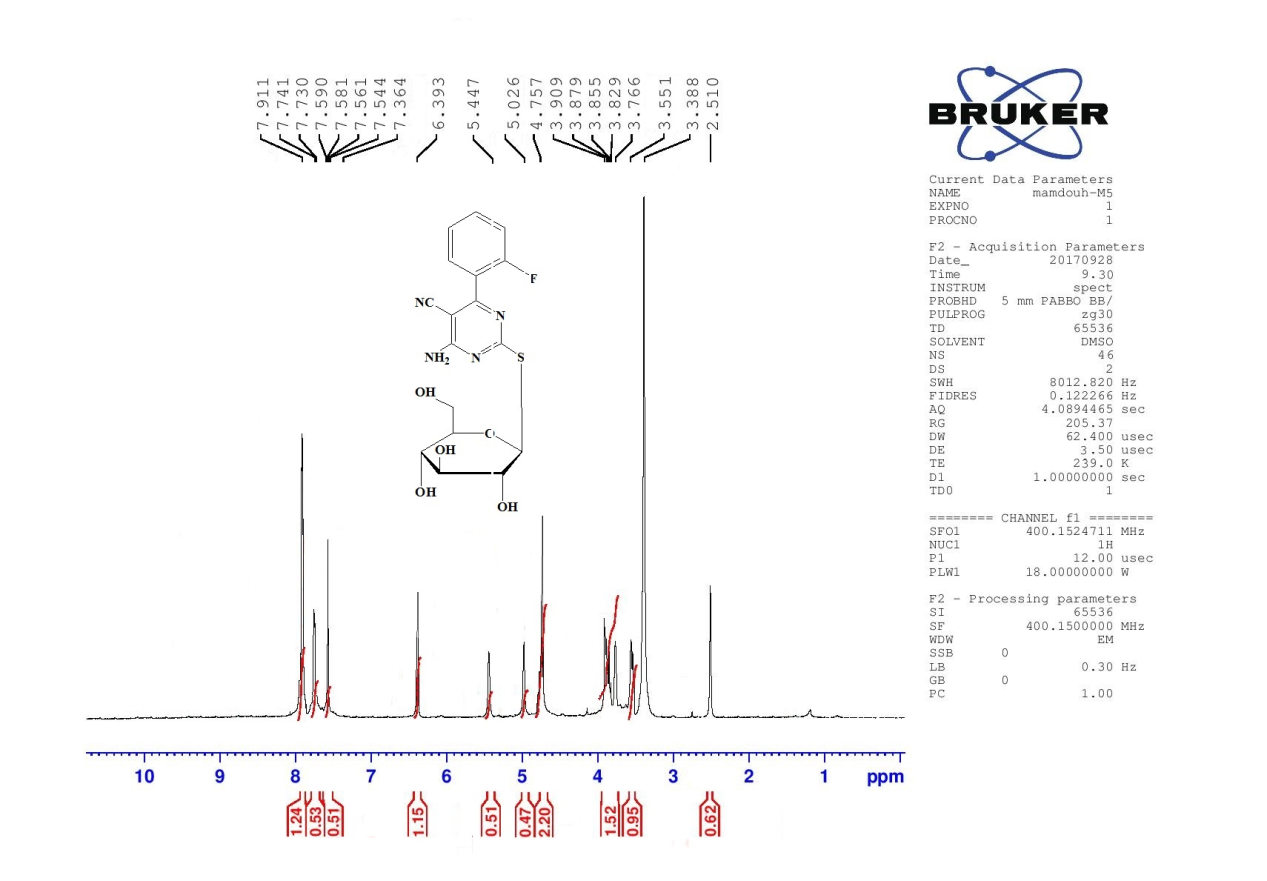 7.911
7.741
7.730
7.590
7.581
7.561
7.544
7.364
6.393
5.447
5.026
4.757
3.909
3.879
3.855
3.829
3.766
3.551
3.388
2.510
BRUKER
Current Data Parameters
NAME mamdouh-M5
EXPNO 1
PROCNO 1
F2 - Acquisition Parameters
Date_ 20170928
Time 9.30
INSTRUM spect
PROBHD 5 mm PABBO BB/
PULPROG zg30
TD 65536
SOLVENT DMSO
NS 46
DS 2
SWH 8012.820 Hz
FIDRES 0.122266 Hz
AQ 4.0894465 sec
RG 205.37
DW 62.400 usec
DE 3.50 usec
TE 239.0 K
D1 1.00000000 sec
TD0 1
======== CHANNEL f1 ========
SFO1 400.1524711 MHz
NUC1 1H
P1 12.00 usec
PLW1 18.00000000 W
F2 - Processing parameters
SI 65536
SF 400.1500000 MHz
WDW EM
SSB 0
LB 0.30 Hz
GB 0
PC 1.00
F
NC
N
NH2
N
S
OH
O
OH
OH
OH
10 9 8 7 6 5 4 3 2 1 ppm
1.24
0.53
0.51
1.15
0.51
0.47
2.20
1.52
0.95
0.62